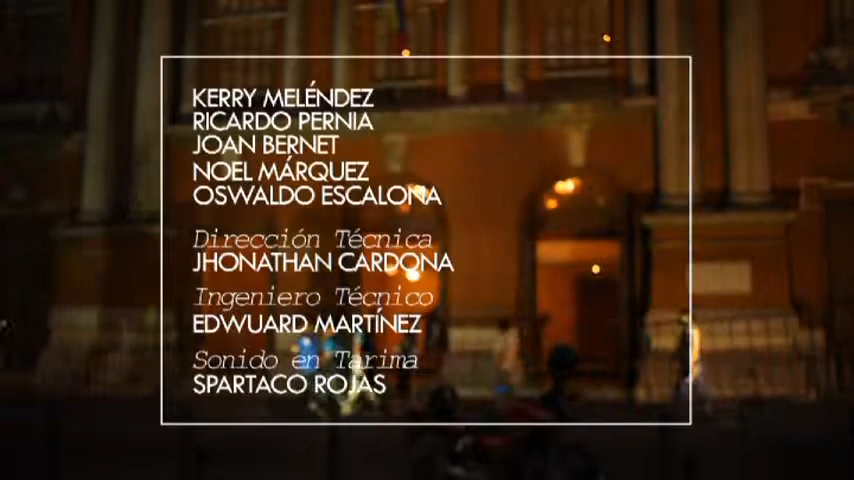 KERRY MELÉNDEZ
RICARDO PERNIA
JOAN BERNET
NOEL MÁRQUEZ
OSWALDO ESCALONA
Dirección Técnica
JHONATHAN CARDONA
Ingeniero Técnico
EDWUARD MARTÍNEZ
Sonido en Tarima
SPARTACO ROJAS